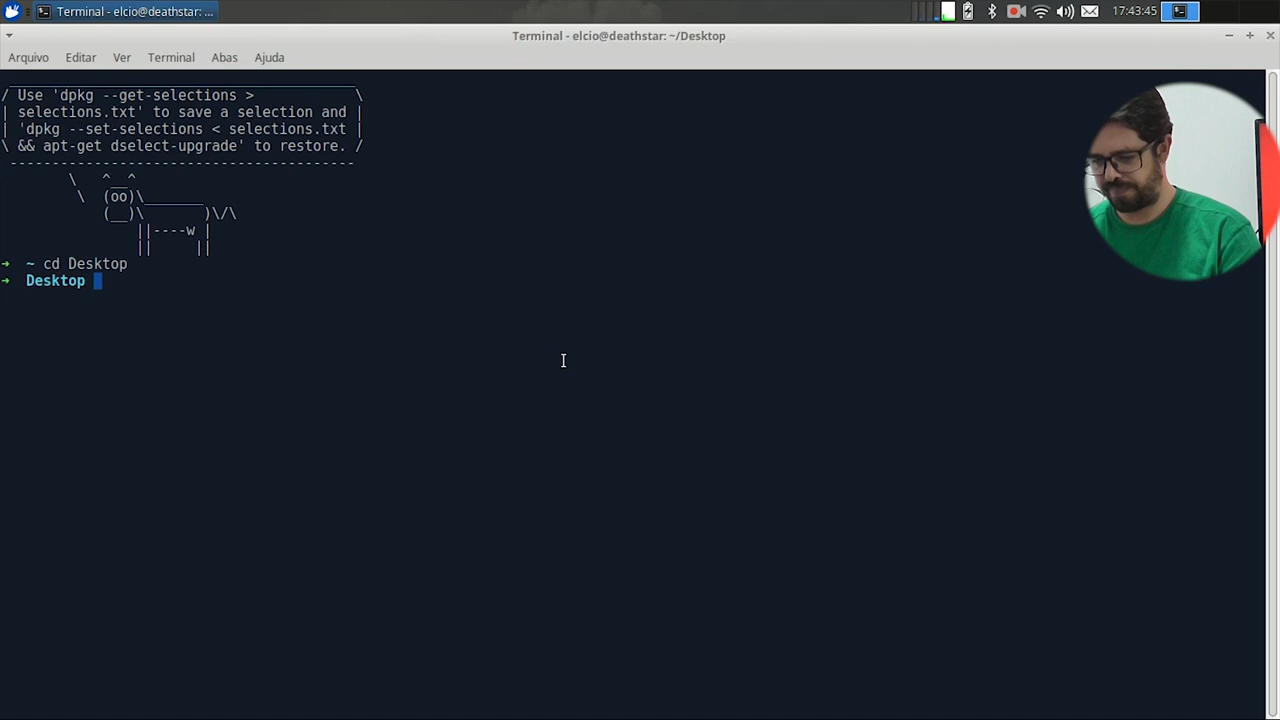 Terminal - elcio@deathstar: ...
17:43:45
Terminal - elcio@deathstar: ~/Desktop
Arquivo Editar Ver Terminal Abas Ajuda
 _________________________________________
/ Use 'dpkg --get-selections >            \
| selections.txt' to save a selection and |
| 'dpkg --set-selections < selections.txt |
\ && apt-get dselect-upgrade' to restore. /
 -----------------------------------------
        \   ^__^
         \  (oo)\_______
            (__)\       )\/\
                ||----w |
                ||     ||
➜  ~ cd Desktop
➜  Desktop